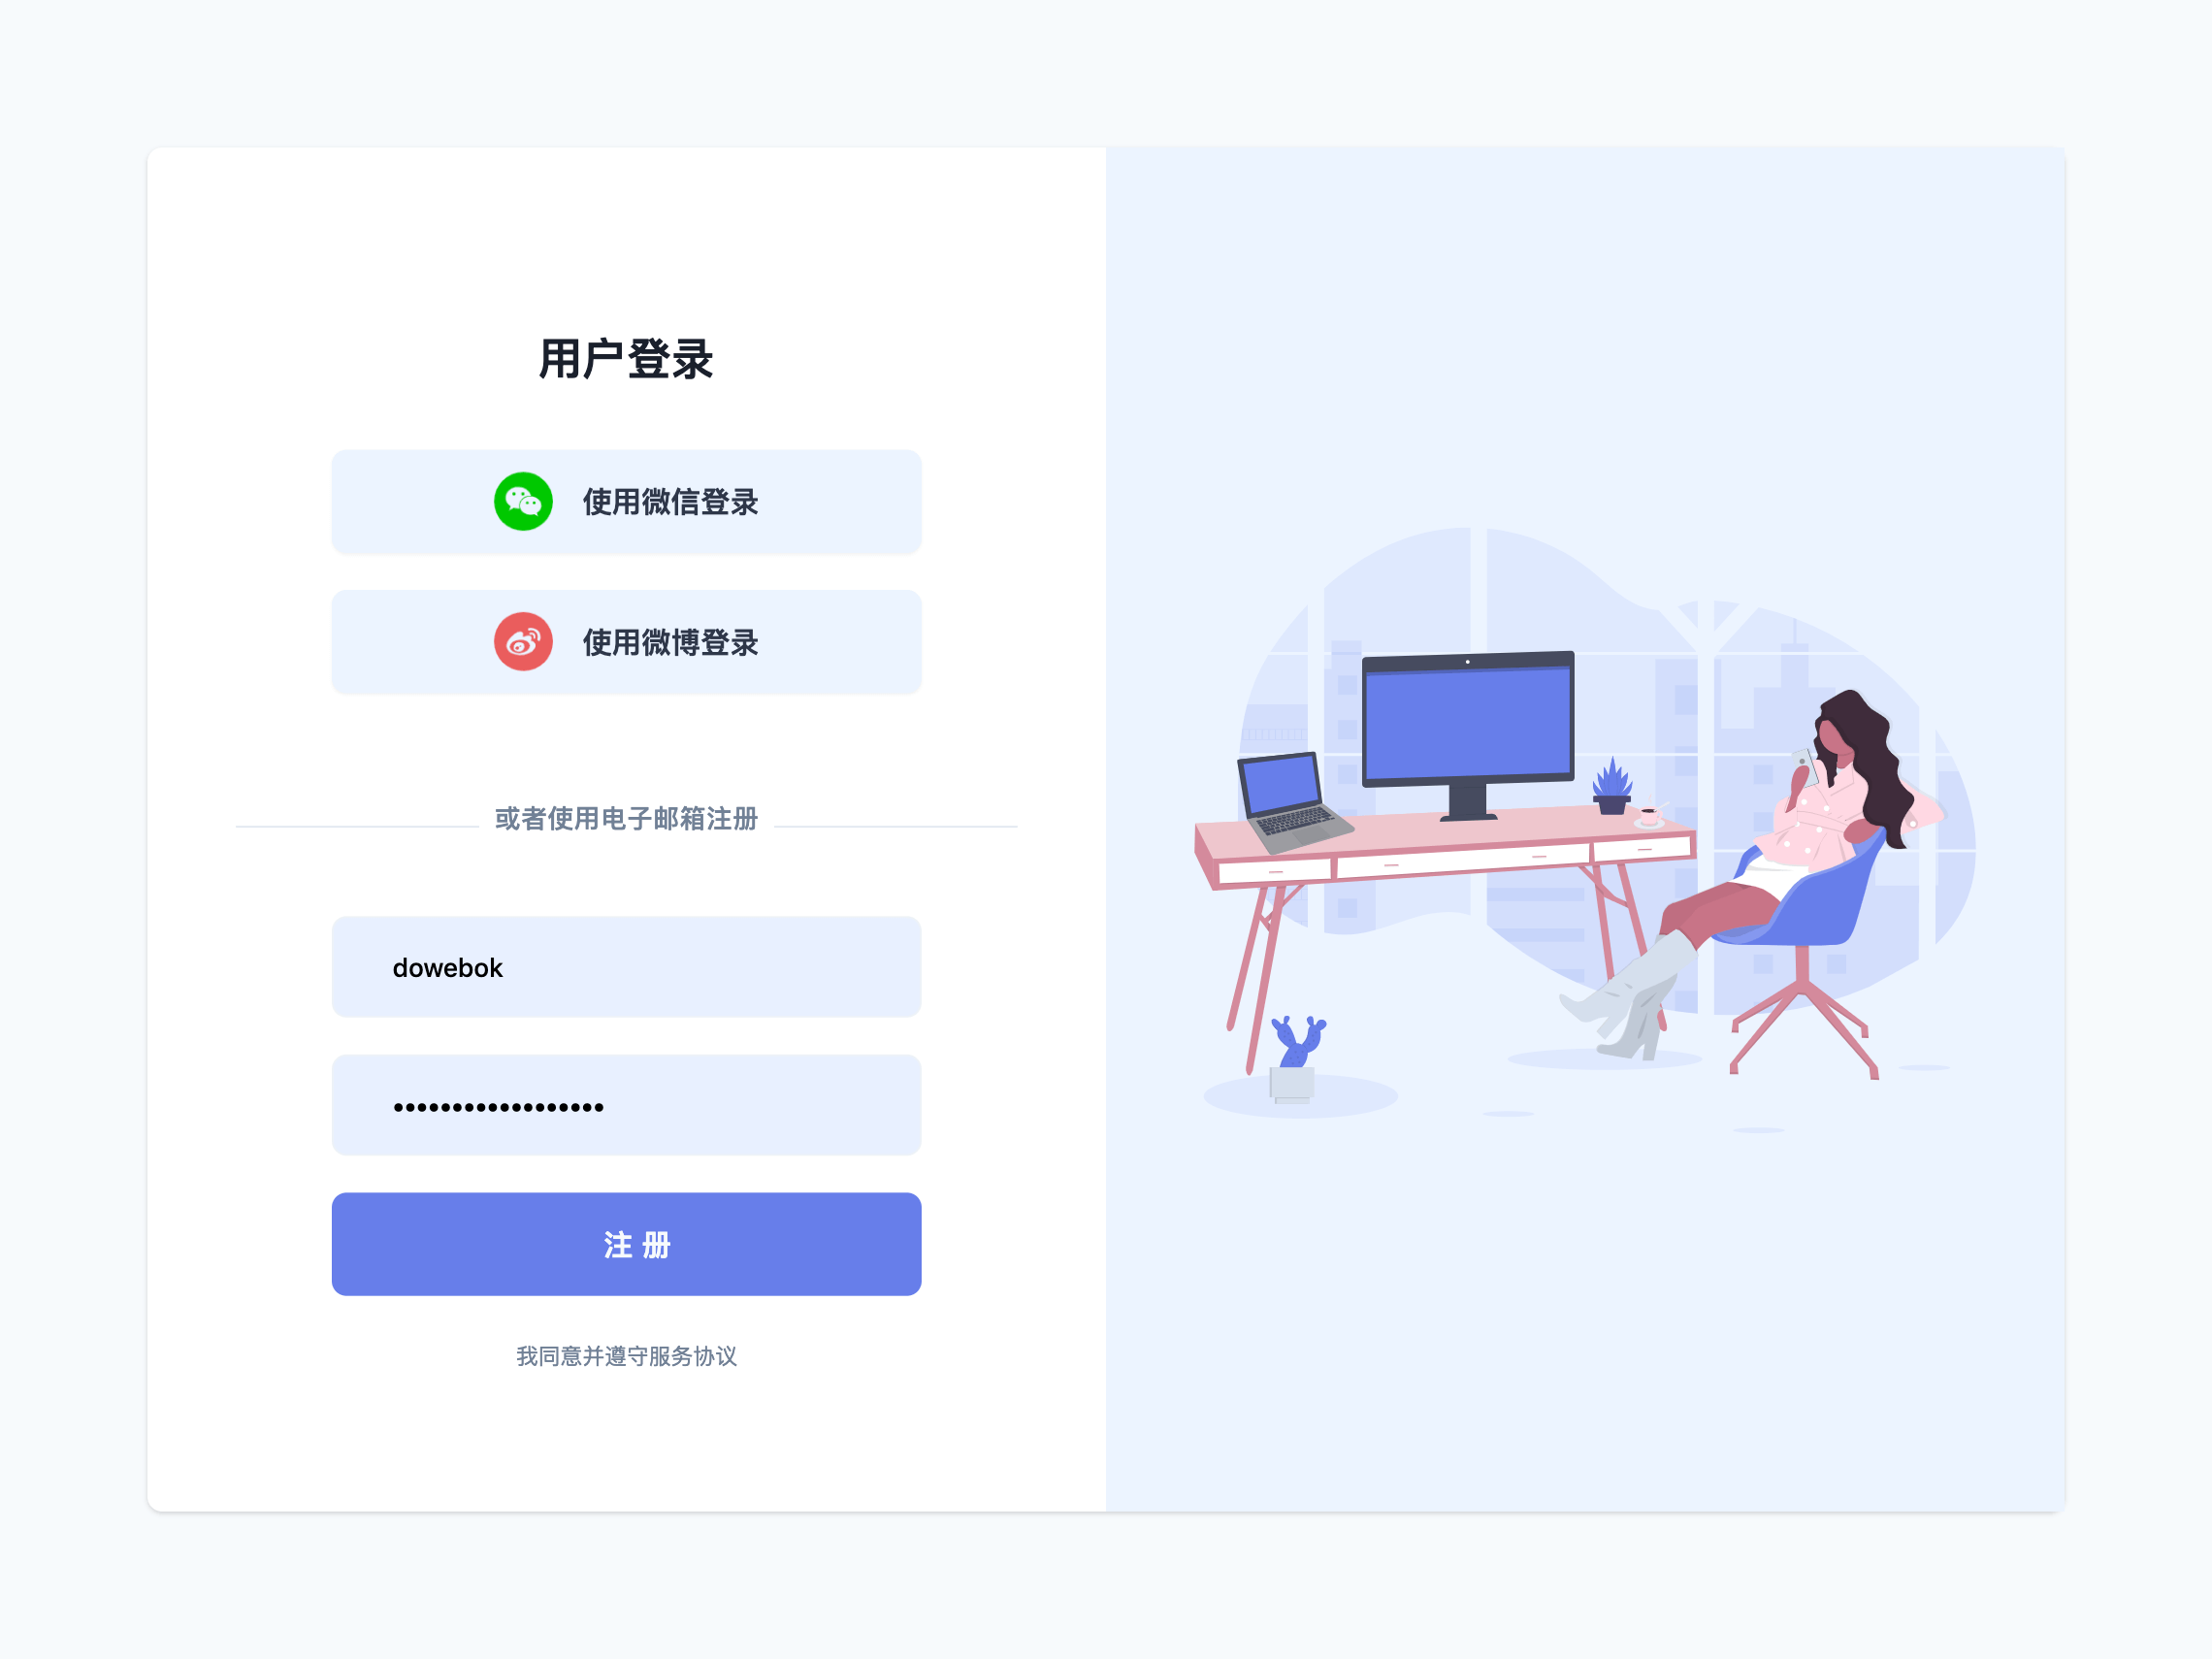 用户登录
使用微信登录
使用微博登录
或者使用电子邮箱注册
dowebok
••••••••••••••••••
注 册
我同意并遵守服务协议